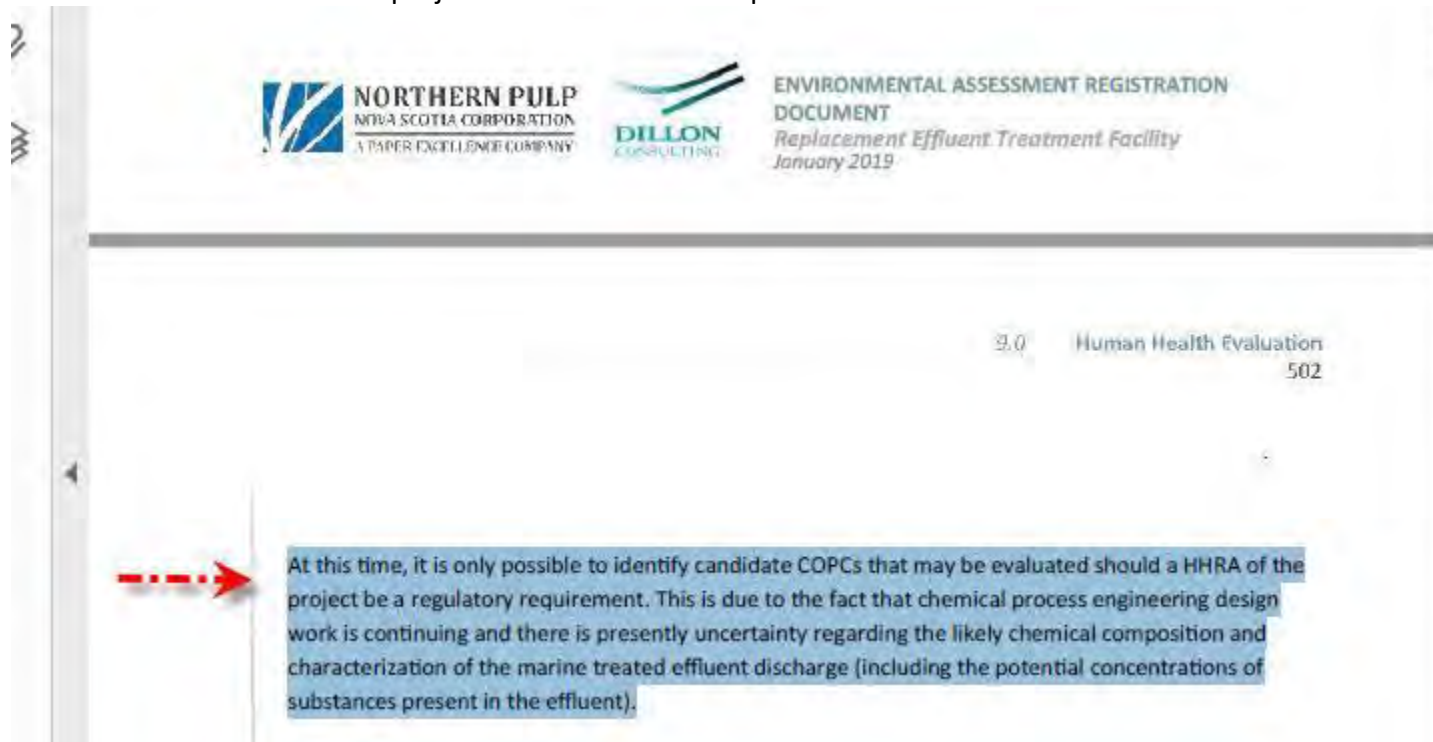 NORTHERN PULP
NOVA SCOTIA CORPORATION
A PAPER EXCELLENCE COMPANY
DILLON
CONSULTING
ENVIRONMENTAL ASSESSMENT REGISTRATION
DOCUMENT
Replacement Effluent Treatment Facility
January 2019
9.0 Human Health Evaluation
502
At this time, it is only possible to identify candidate COPCs that may be evaluated should a HHRA of the
project be a regulatory requirement. This is due to the fact that chemical process engineering design
work is continuing and there is presently uncertainty regarding the likely chemical composition and
characterization of the marine treated effluent discharge (including the potential concentrations of
substances present in the effluent).